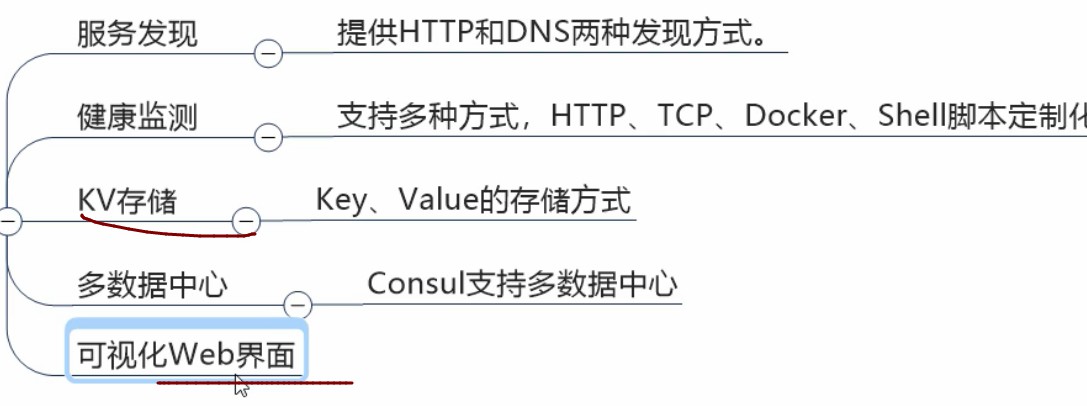 服务发现 提供HTTP和DNS两种发现方式。
健康监测 支持多种方式，HTTP、TCP、Docker、Shell脚本定制
KV存储 Key、Value的存储方式
多数据中心 Consul支持多数据中心
可视化Web界面